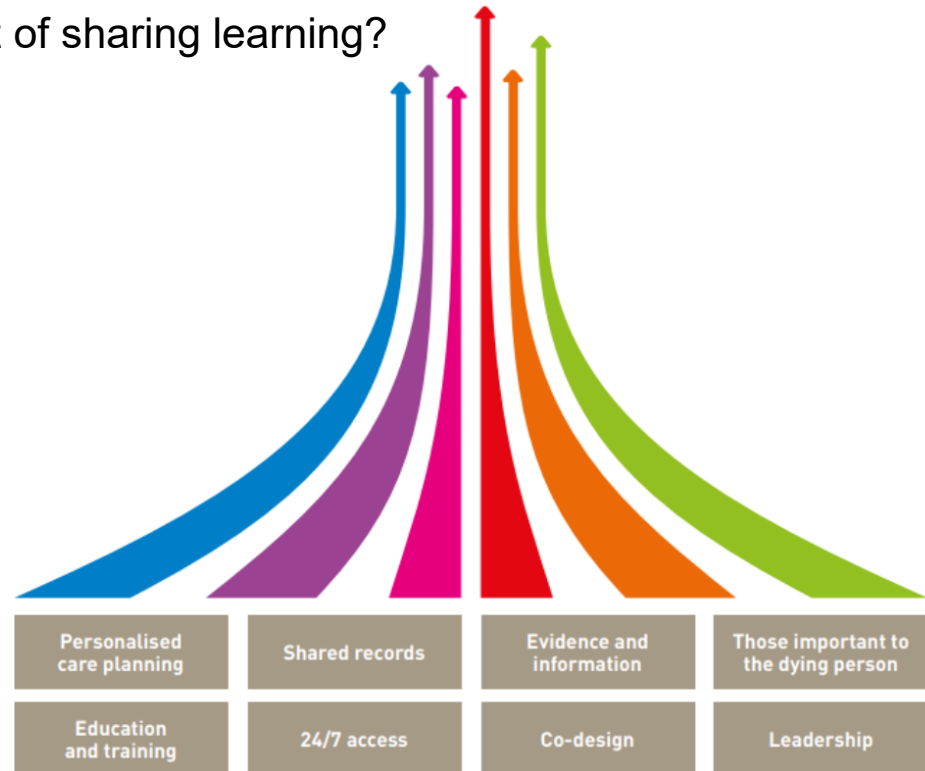 of sharing learning?
Personalised
care planning
Shared records
Evidence and
information
Those important to
the dying person
Education
and training
24/7 access
Co-design
Leadership